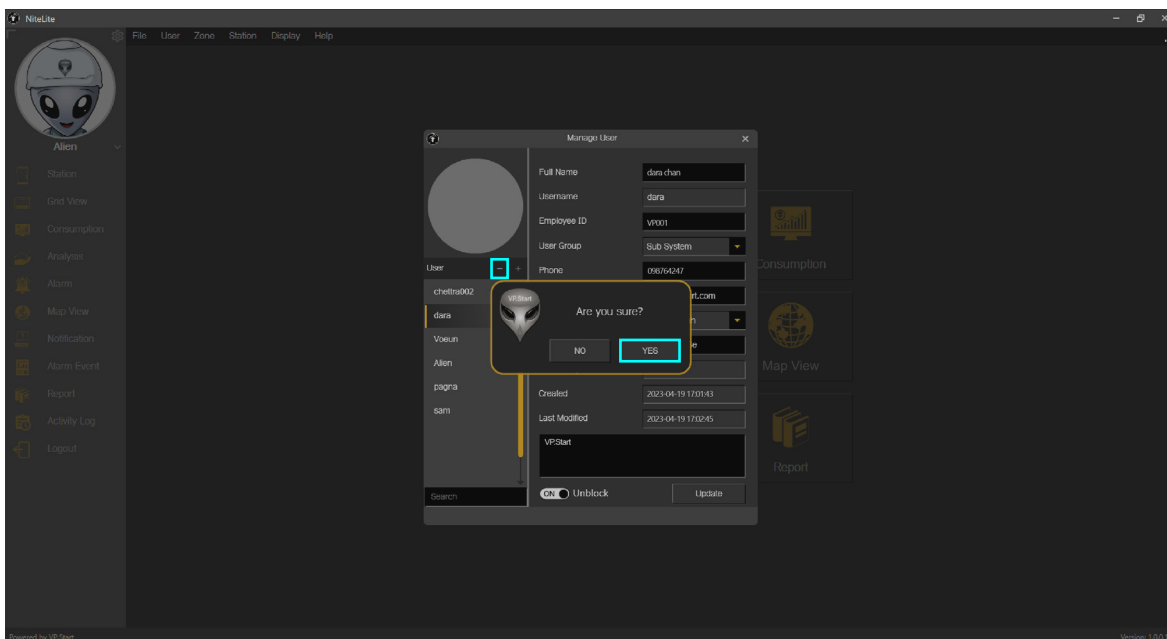 NiteLite
File User Zone Station Display Help
Alien
Station
Grid View
Consumption
Analysis
Alarm
Map View
Notification
Alarm Event
Report
Activity Log
Logout
Manage User
User
chettra002
dara
Voeun
Alien
pagna
sam
Search
Full Name dara chan
Username dara
Employee ID VP001
User Group Sub System
Phone 098764247
rt.com
VP.Start
Are you sure?
NO YES
Created 2023-04-19 17:01:43
Last Modified 2023-04-19 17:02:45
VP.Start
ON Unblock Update
Consumption
Map View
Report
Powered by VP.Start